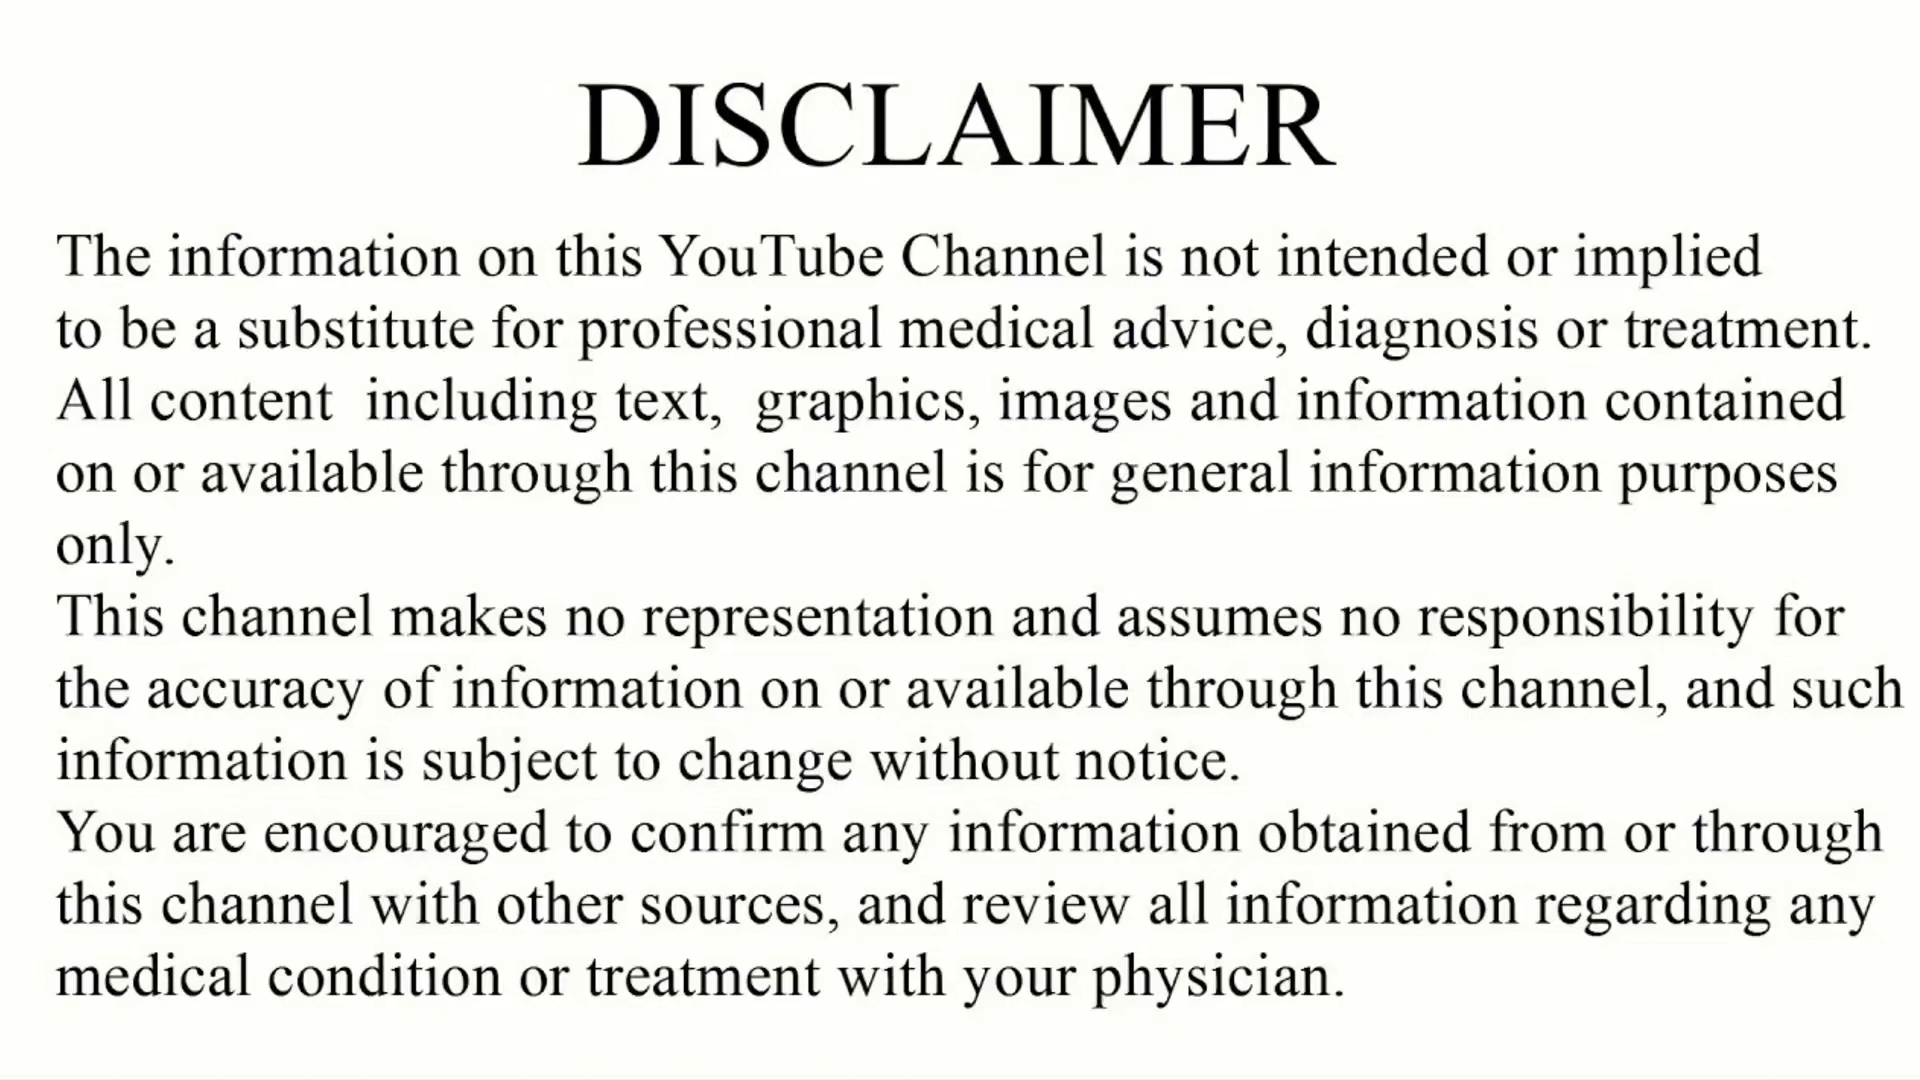 DISCLAIMER
The information on this YouTube Channel is not intended or implied
to be a substitute for professional medical advice, diagnosis or treatment.
All content  including text,  graphics, images and information contained
on or available through this channel is for general information purposes
only.
This channel makes no representation and assumes no responsibility for
the accuracy of information on or available through this channel, and such
information is subject to change without notice.
You are encouraged to confirm any information obtained from or through
this channel with other sources, and review all information regarding any
medical condition or treatment with your physician.